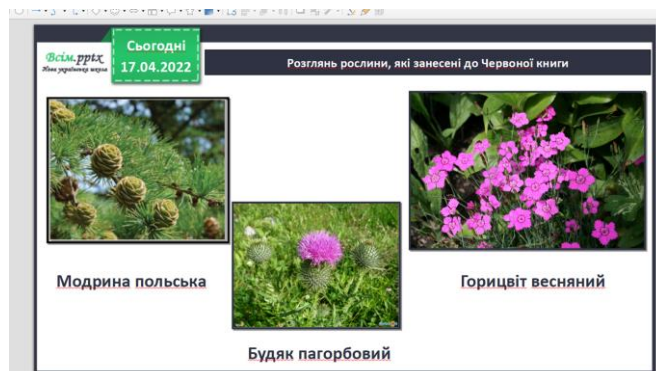 Всім.pptx
Нова українська школа
Сьогодні
17.04.2022
Розглянь рослини, які занесені до Червоної книги
Модрина польська
Горицвіт весняний
Будяк пагорбовий